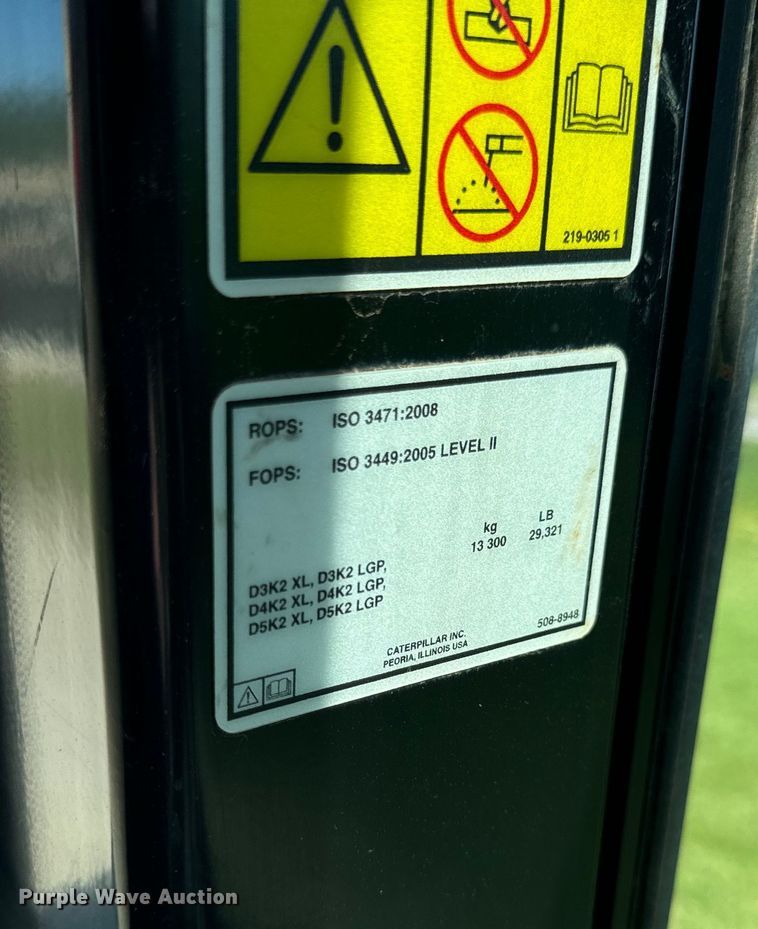 219-0305 1
ROPS: ISO 3471:2008
FOPS: ISO 3449:2005 LEVEL II
kg LB
13 300 29,321
D3K2 XL, D3K2 LGP,
D4K2 XL, D4K2 LGP,
D5K2 XL, D5K2 LGP
508-8948
CATERPILLAR INC.
PEORIA, ILLINOIS USA
Purple Wave Auction